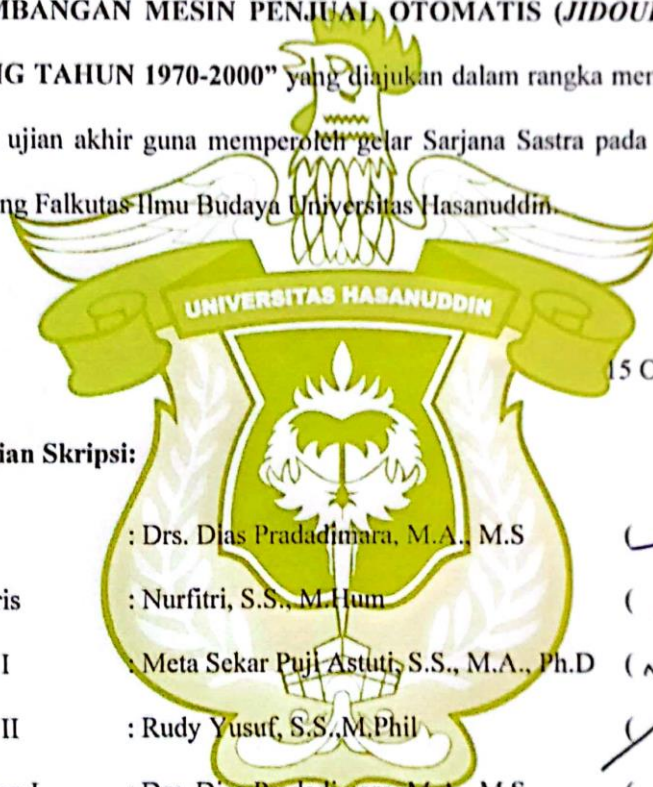 MBANGAN MESIN PENJUAL OTOMATIS (JIDOU
NG TAHUN 1970-2000” yang diajukan dalam rangka me
ujian akhir guna memperoleh gelar Sarjana Sastra pada
ng Falkutas Ilmu Budaya Universitas Hasanuddin.
UNIVERSITAS HASANUDDIN
15
ian Skripsi:
: Drs. Dias Pradadimara, M.A., M.S (
ris : Nurfitri, S.S., M.Hum (
I : Meta Sekar Puji Astuti, S.S., M.A., Ph.D (
II : Rudy Yusuf, S.S.,M.Phil (